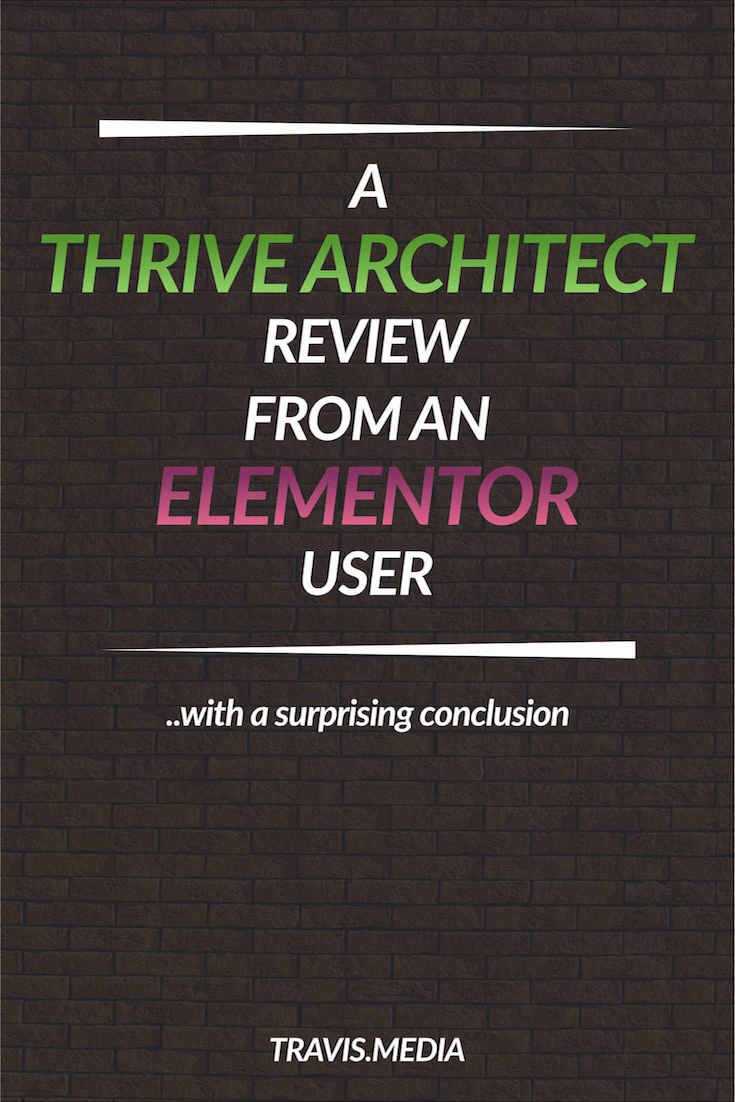 A
THRIVE ARCHITECT
REVIEW
FROM AN
ELEMENTOR
USER
..with a surprising conclusion
TRAVIS.MEDIA